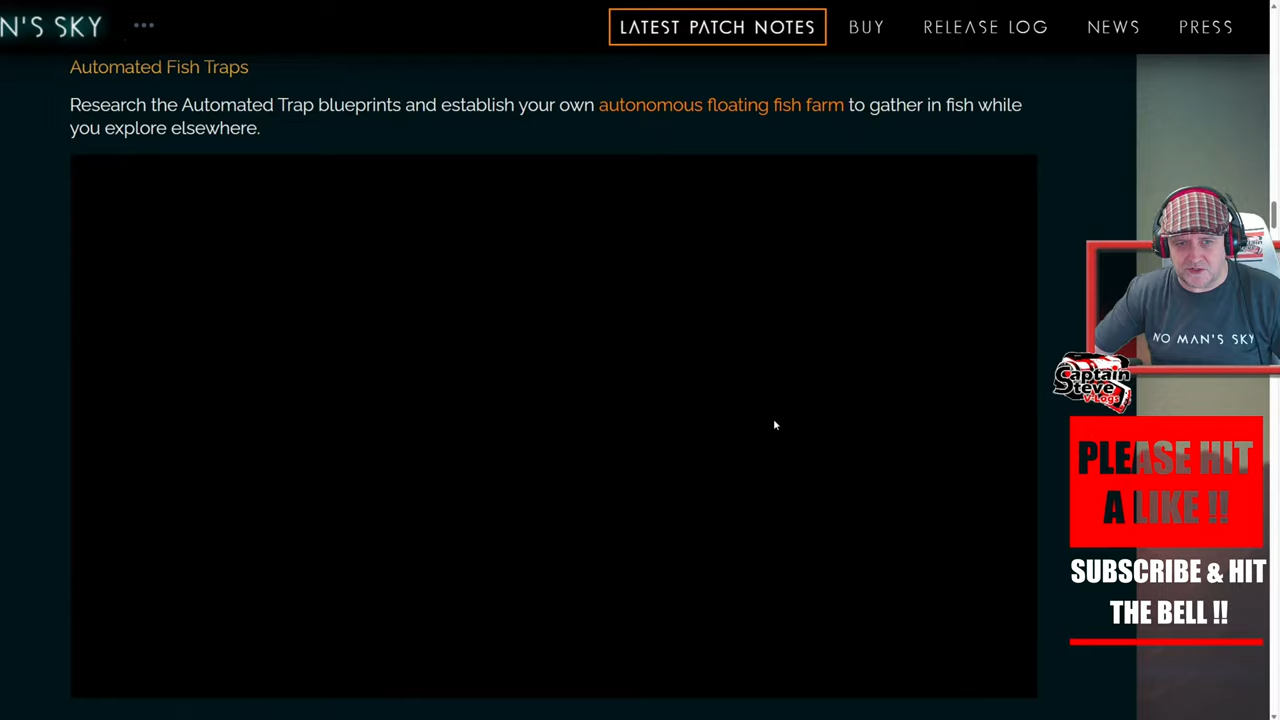 N'S SKY
LATEST PATCH NOTES
BUY
RELEASE LOG
NEWS
PRESS
Automated Fish Traps
Research the Automated Trap blueprints and establish your own autonomous floating fish farm to gather in fish while
you explore elsewhere.
NO MAN'S SKY
Captain
Steve
V-Logs
PLEASE HIT
A LIKE !!
SUBSCRIBE & HIT
THE BELL !!